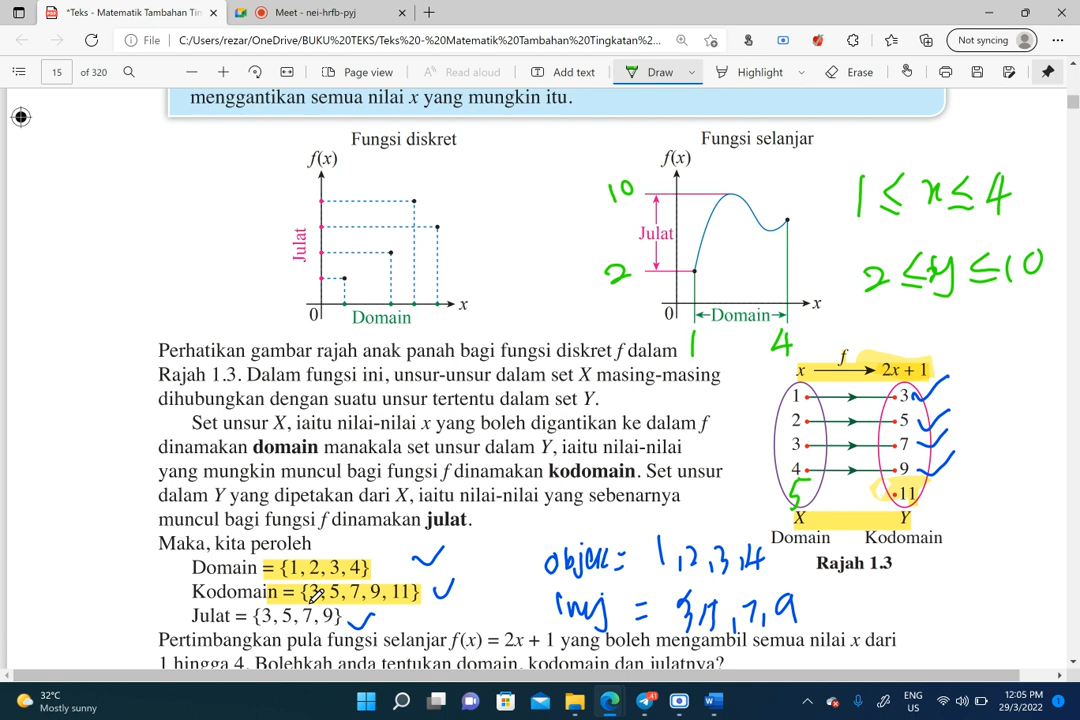 *Teks - Matematik Tambahan Tin
Meet - nei-hrfb-pyj
File
C:/Users/rezar/OneDrive/BUKU%20TEKS/Teks%20-%20Matematik%20Tambahan%20Tingkatan%...
Not syncing
15 of 320
Page view
Read aloud
Add text
Draw
Highlight
Erase
menggantikan semua nilai x yang mungkin itu.
Fungsi diskret
f(x)
Julat
0
Domain
x
Fungsi selanjar
f(x)
10
Julat
2
0
Domain
x
1
4
1 ≤ x ≤ 4
2 ≤ y ≤ 10
Perhatikan gambar rajah anak panah bagi fungsi diskret f dalam
Rajah 1.3. Dalam fungsi ini, unsur-unsur dalam set X masing-masing
dihubungkan dengan suatu unsur tertentu dalam set Y.
Set unsur X, iaitu nilai-nilai x yang boleh digantikan ke dalam f
dinamakan domain manakala set unsur dalam Y, iaitu nilai-nilai
yang mungkin muncul bagi fungsi f dinamakan kodomain. Set unsur
dalam Y yang dipetakan dari X, iaitu nilai-nilai yang sebenarnya
muncul bagi fungsi f dinamakan julat.
Maka, kita peroleh
Domain = {1, 2, 3, 4}
Kodomain = {3, 5, 7, 9, 11}
Julat = {3, 5, 7, 9}
f
x 2x + 1
1 3
2 5
3 7
4 9
5 11
X Y
Domain Kodomain
Rajah 1.3
objek = 1, 2, 3, 4
imej = 3, 5, 7, 9
Pertimbangkan pula fungsi selanjar f(x) = 2x + 1 yang boleh mengambil semua nilai x dari
1 hingga 4. Bolehkah anda tentukan domain, kodomain dan julatnya?
32°C
Mostly sunny
41
ENG
US
12:05 PM
29/3/2022
1